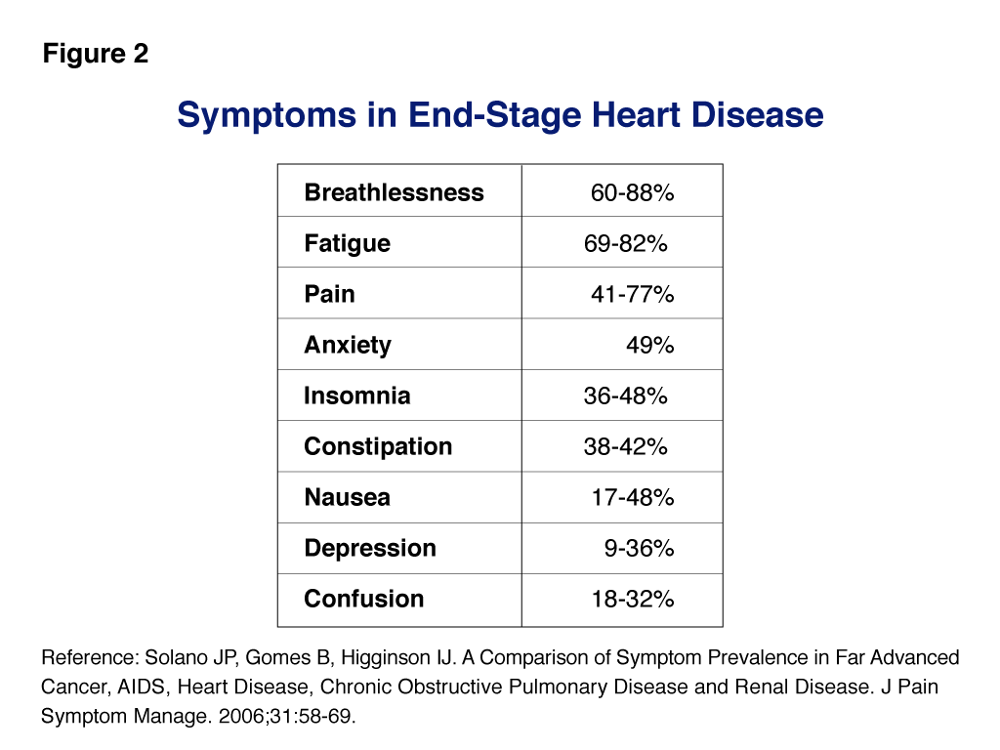 Figure 2
Symptoms in End-Stage Heart Disease
Breathlessness 60-88%
Fatigue 69-82%
Pain 41-77%
Anxiety 49%
Insomnia 36-48%
Constipation 38-42%
Nausea 17-48%
Depression 9-36%
Confusion 18-32%
Reference: Solano JP, Gomes B, Higginson IJ. A Comparison of Symptom Prevalence in Far Advanced
Cancer, AIDS, Heart Disease, Chronic Obstructive Pulmonary Disease and Renal Disease. J Pain
Symptom Manage. 2006;31:58-69.